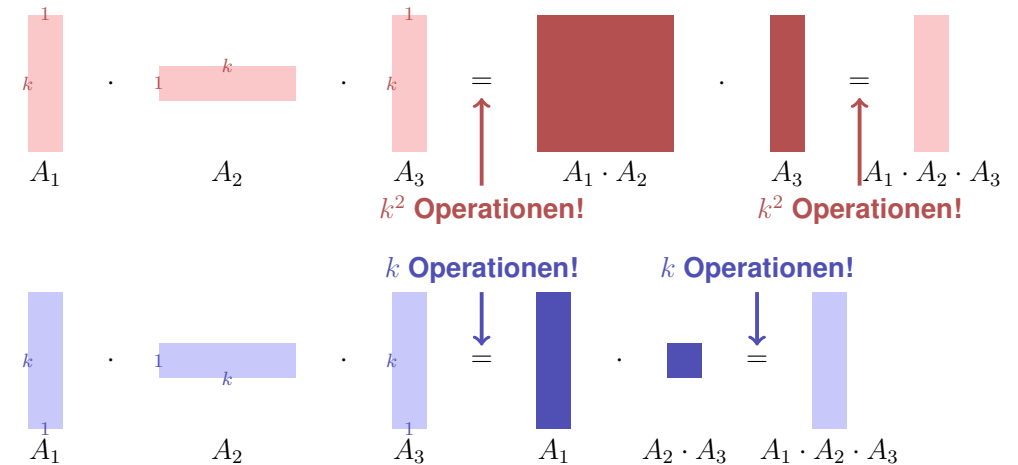 1 1
k · 1 k · k = · =
A₁ A₂ A₃ A₁ · A₂ A₃ A₁ · A₂ · A₃
k² Operationen! k² Operationen!
k Operationen! k Operationen!
k · 1 k · k = · =
1 1
A₁ A₂ A₃ A₁ A₂ · A₃ A₁ · A₂ · A₃